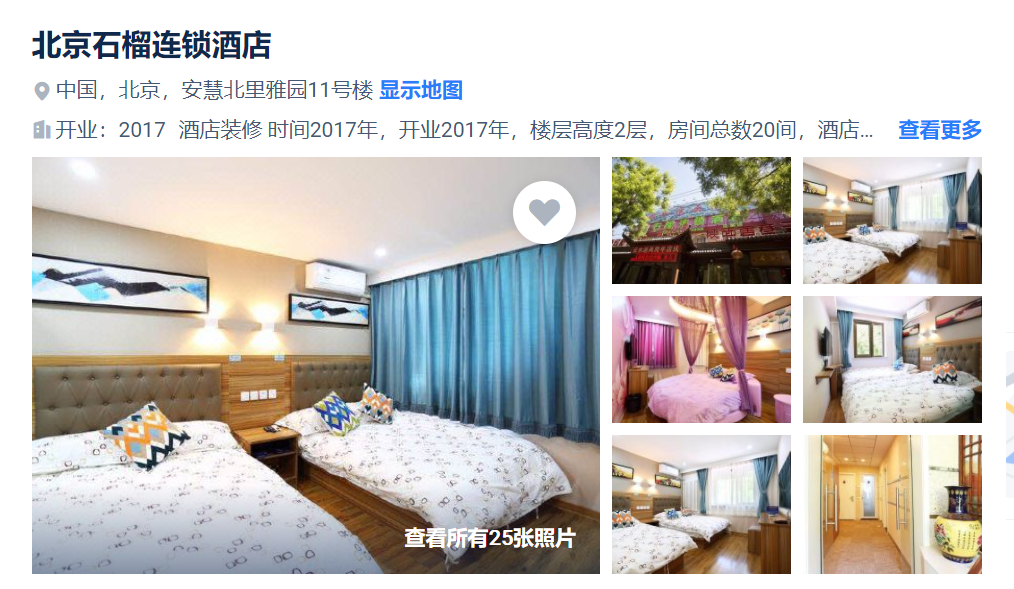 北京石榴连锁酒店
中国，北京，安慧北里雅园11号楼 显示地图
开业：2017 酒店装修 时间2017年，开业2017年，楼层高度2层，房间总数20间，酒店... 查看更多
查看所有25张照片